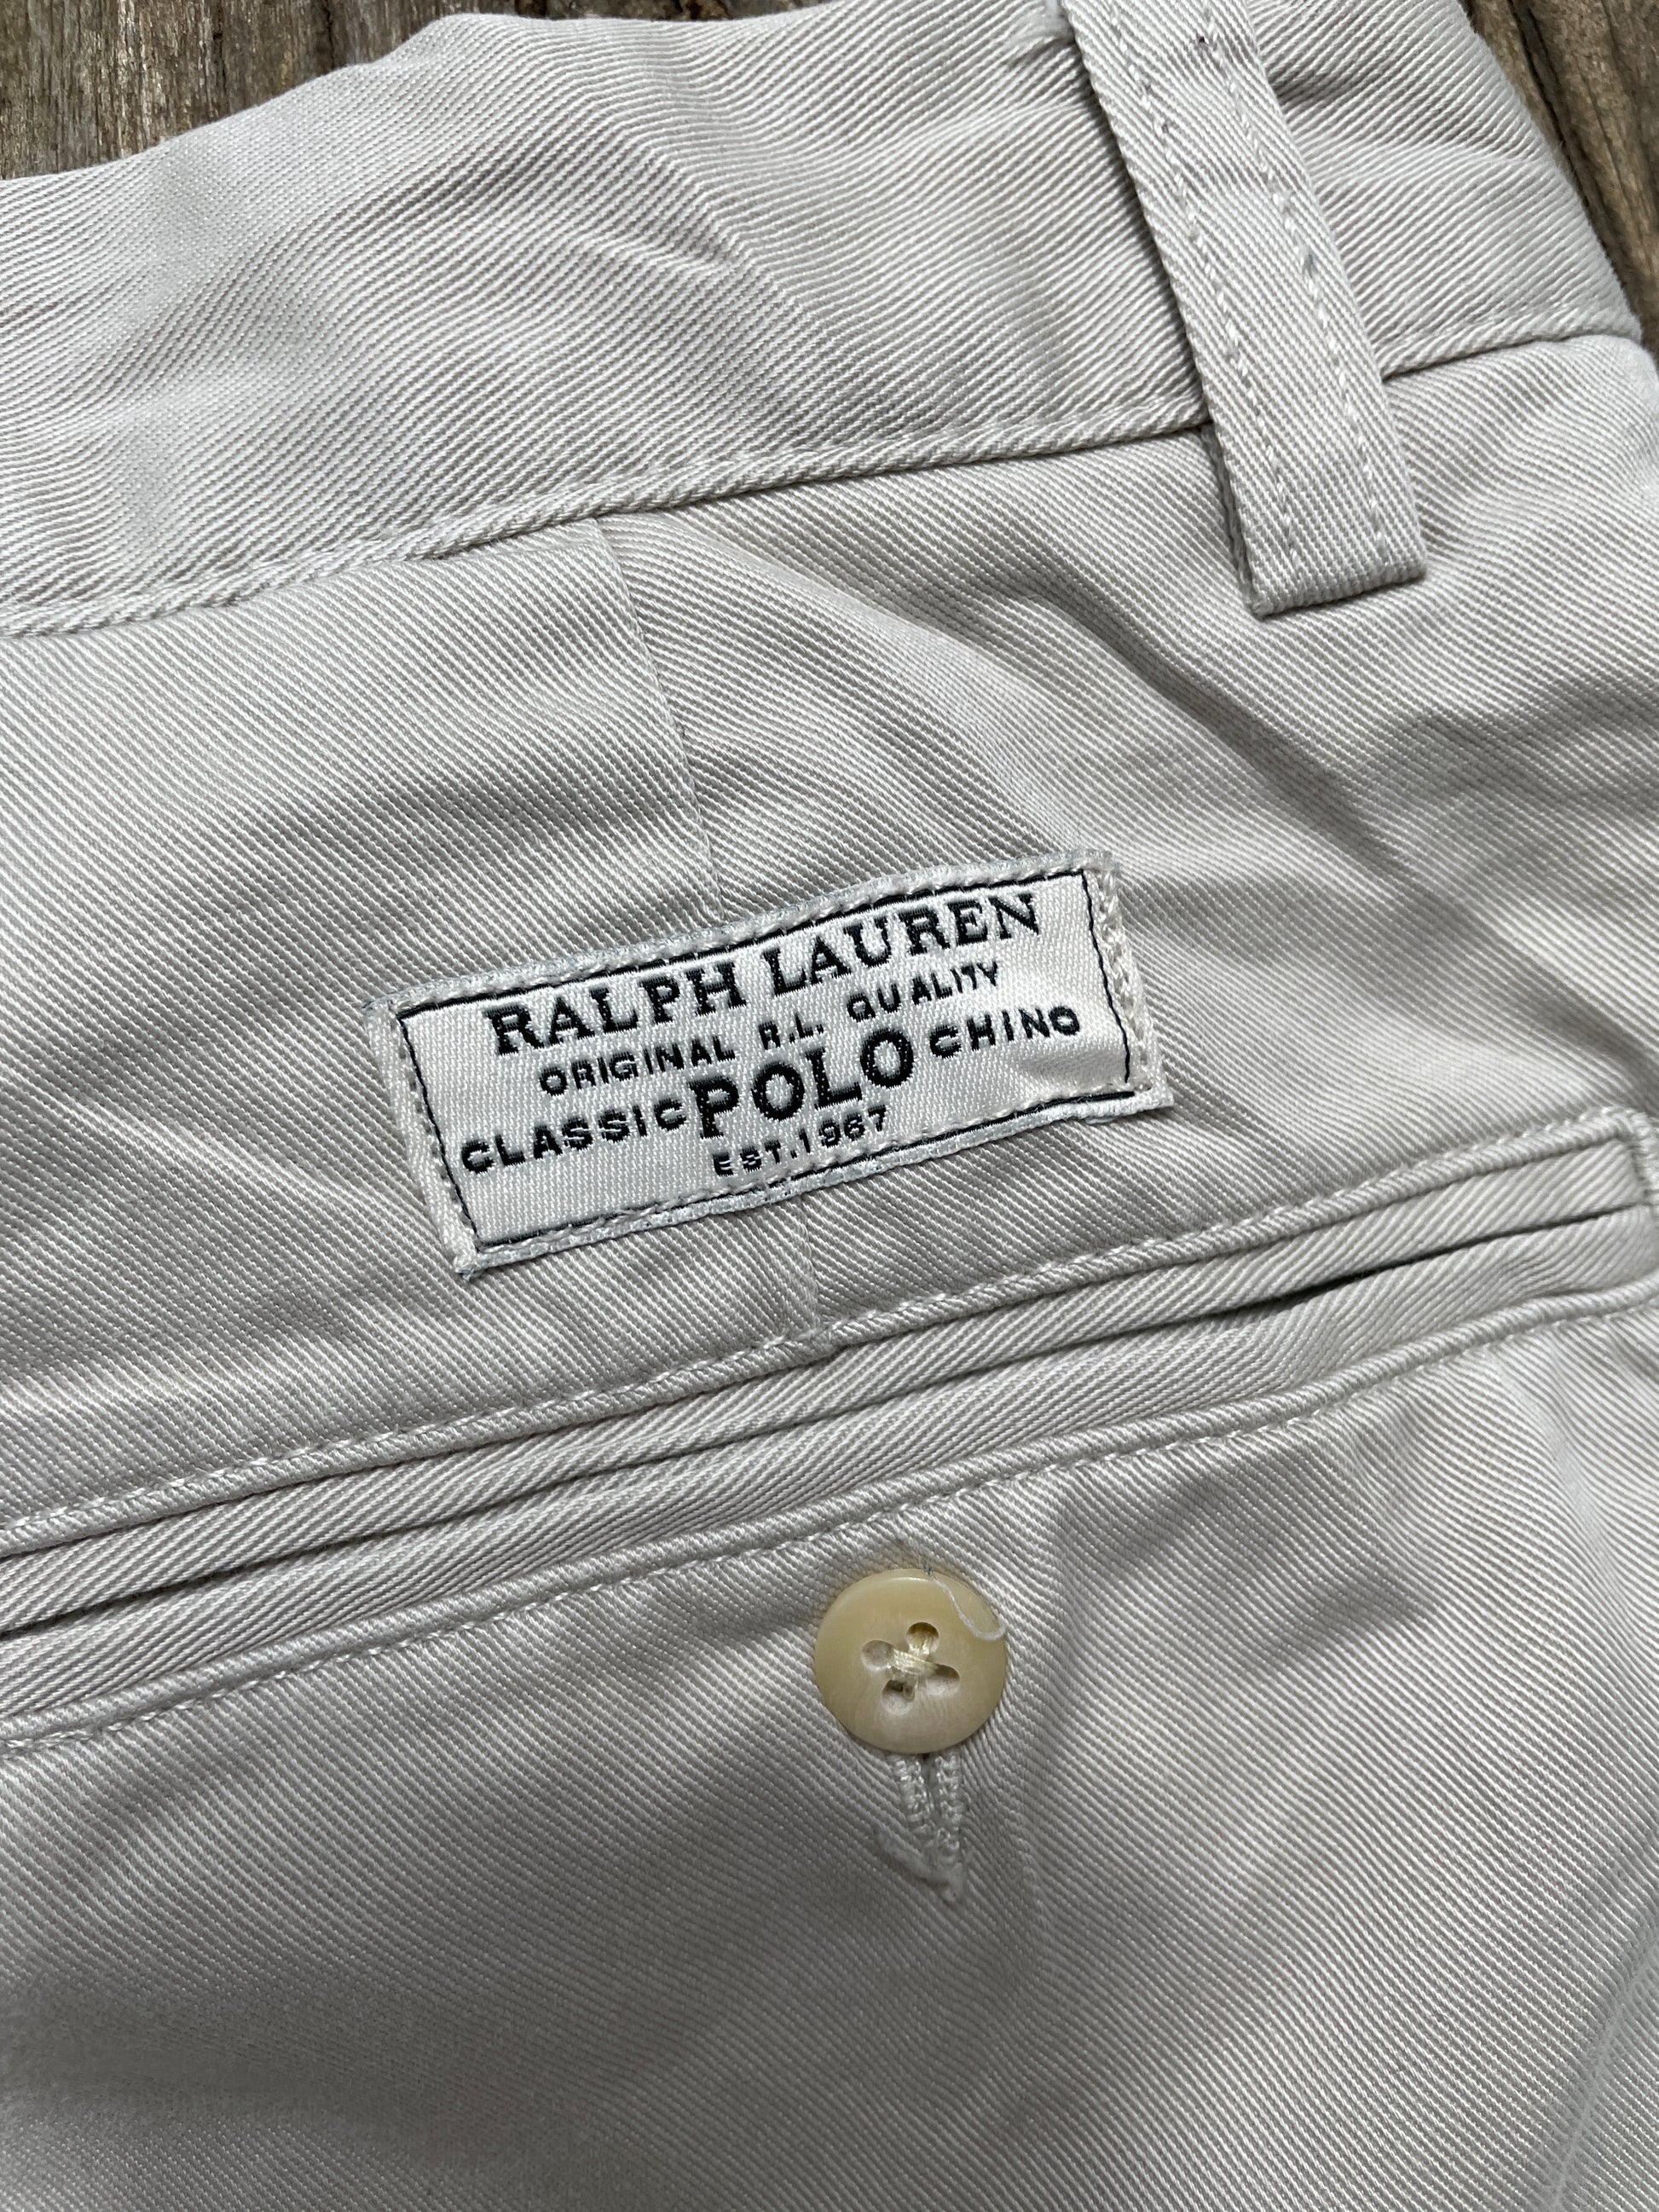 RALPH LAUREN
ORIGINAL R.L. QUALITY
CLASSIC POLO CHINO
EST.1967